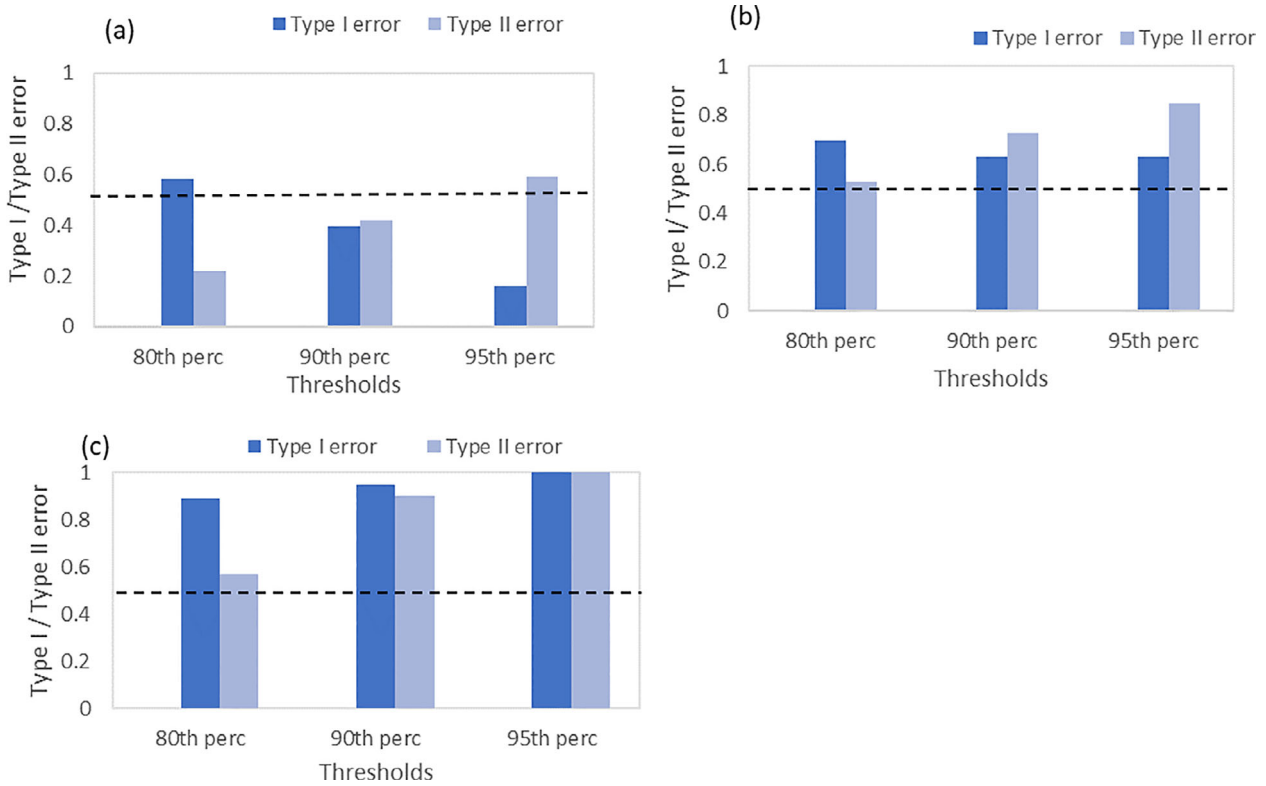 (a)
Type I error Type II error
Type I /Type II error
1
0.8
0.6
0.4
0.2
0
80th perc 90th perc 95th perc
Thresholds
(b)
Type I error Type II error
Type I/ Type II error
1
0.8
0.6
0.4
0.2
0
80th perc 90th perc 95th perc
Thresholds
(c)
Type I error Type II error
Type I / Type II error
1
0.8
0.6
0.4
0.2
0
80th perc 90th perc 95th perc
Thresholds